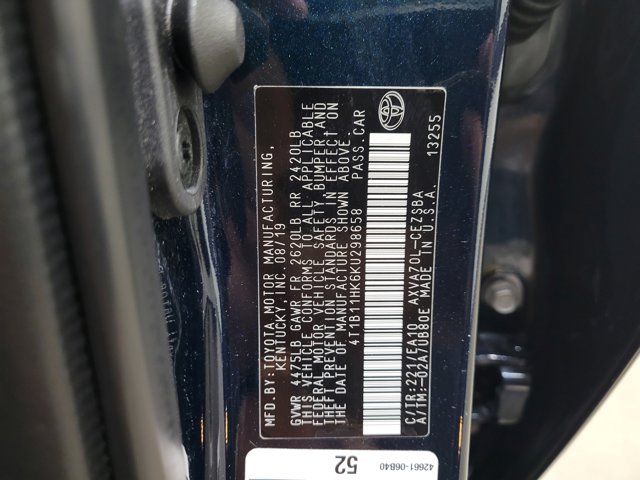 MFD.BY:TOYOTA MOTOR MANUFACTURING,
KENTUCKY, INC. 08/19
GVWR 4475LB GAWR FR 2620LB RR 2420LB
THIS VEHICLE CONFORMS TO ALL APPLICABLE
FEDERAL MOTOR VEHICLE SAFETY, BUMPER AND
THEFT PREVENTION STANDARDS IN EFFECT ON
THE DATE OF MANUFACTURE SHOWN ABOVE.
4T1B11HK6KU298658 PASS.CAR
C/TR:221/EA10 AXVA70L-CEZSBA
A/TM:-02A/UB80E MADE IN U.S.A. 13255
52
42661-06B40